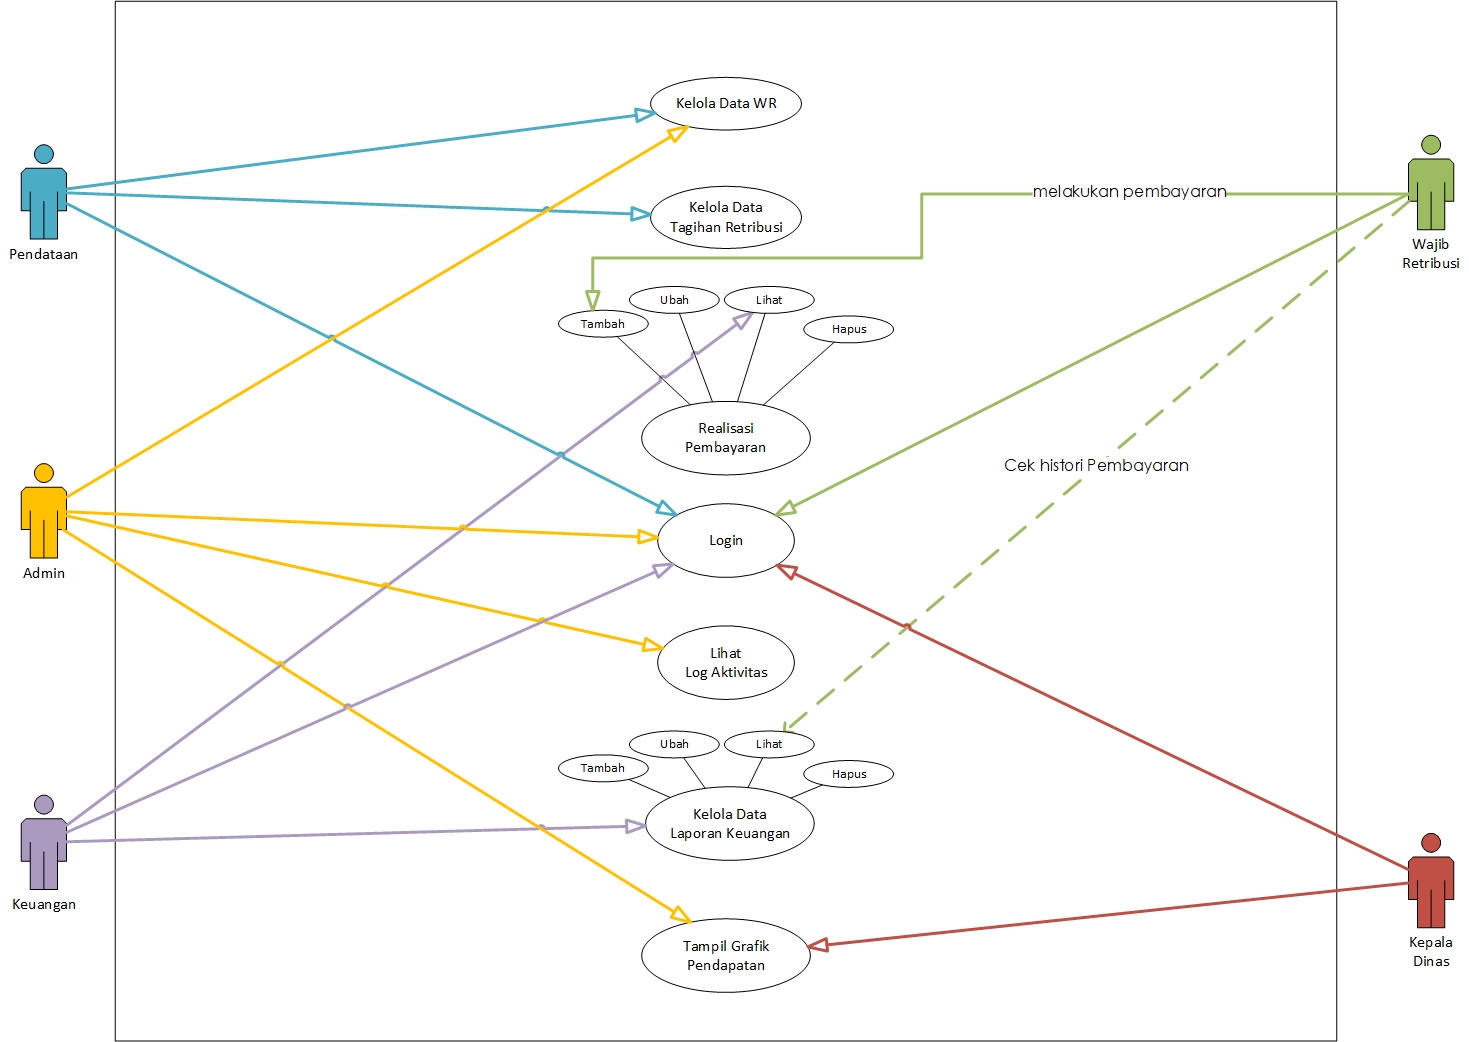 Kelola Data WR
Pendataan
Kelola Data
Tagihan Retribusi
melakukan pembayaran
Wajib
Retribusi
Tambah
Ubah
Lihat
Hapus
Realisasi
Pembayaran
Cek histori Pembayaran
Admin
Login
Lihat
Log Aktivitas
Tambah
Ubah
Lihat
Hapus
Kelola Data
Laporan Keuangan
Keuangan
Tampil Grafik
Pendapatan
Kepala
Dinas